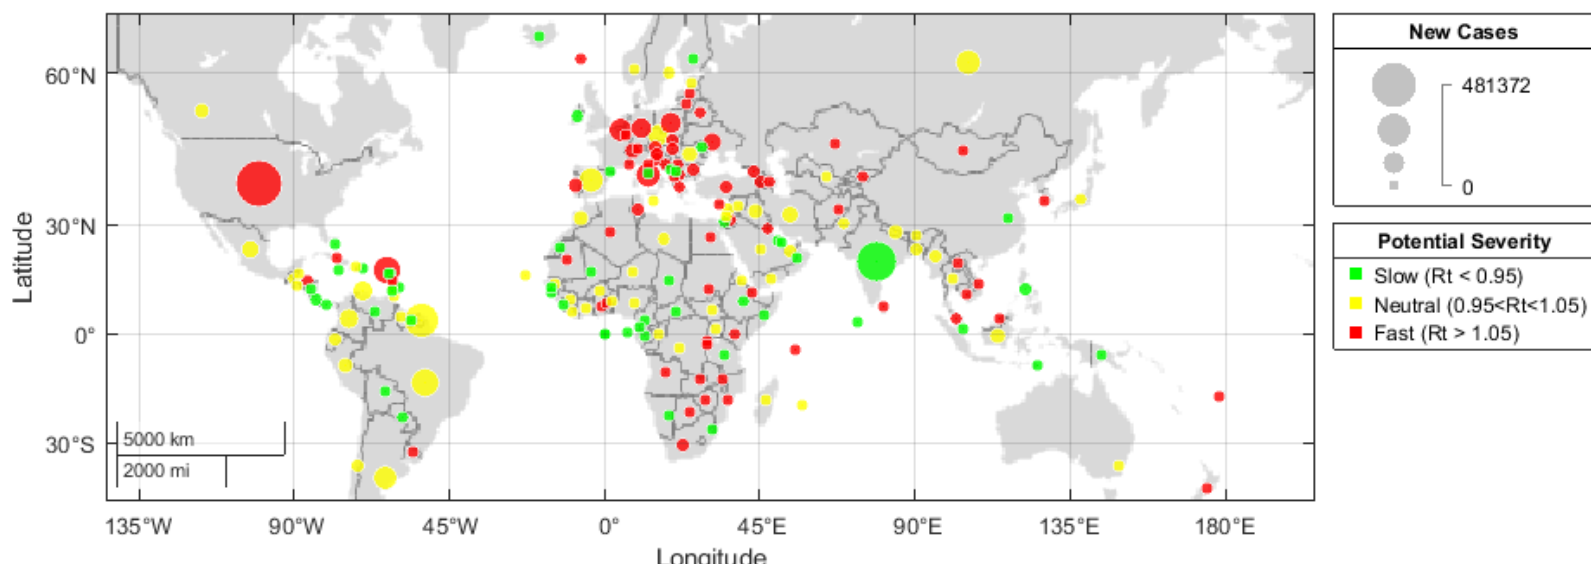 Latitude
60°N
30°N
0°
30°S
5000 km
2000 mi
135°W
90°W
45°W
0°
45°E
90°E
135°E
180°E
Longitude
New Cases
481372
0
Potential Severity
Slow (Rt < 0.95)
Neutral (0.95<Rt<1.05)
Fast (Rt > 1.05)